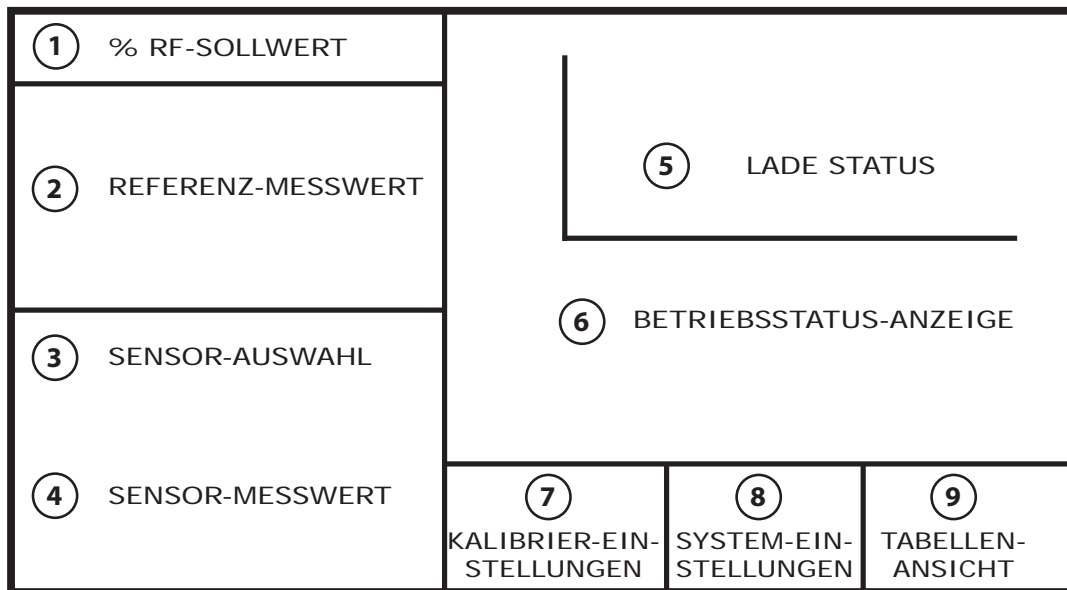 1 % RF-SOLLWERT
2 REFERENZ-MESSWERT
3 SENSOR-AUSWAHL
4 SENSOR-MESSWERT
5 LADE STATUS
6 BETRIEBSSTATUS-ANZEIGE
7
KALIBRIER-EIN-
STELLUNGEN
8
SYSTEM-EIN-
STELLUNGEN
9
TABELLEN-
ANSICHT